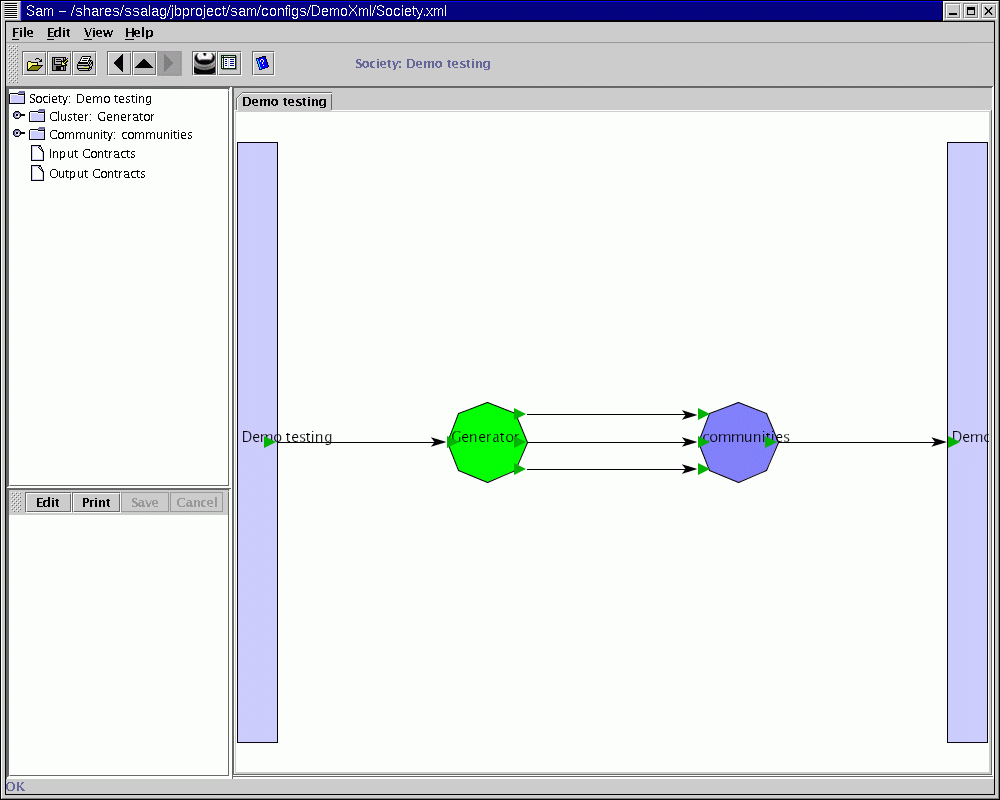 Sam – /shares/ssalag/jbproject/sam/configs/DemoXml/Society.xml
File Edit View Help
Society: Demo testing
Society: Demo testing
Cluster: Generator
Community: communities
Input Contracts
Output Contracts
Demo testing
Demo testing
Generator
communities
Demo
Edit Print Save Cancel
OK